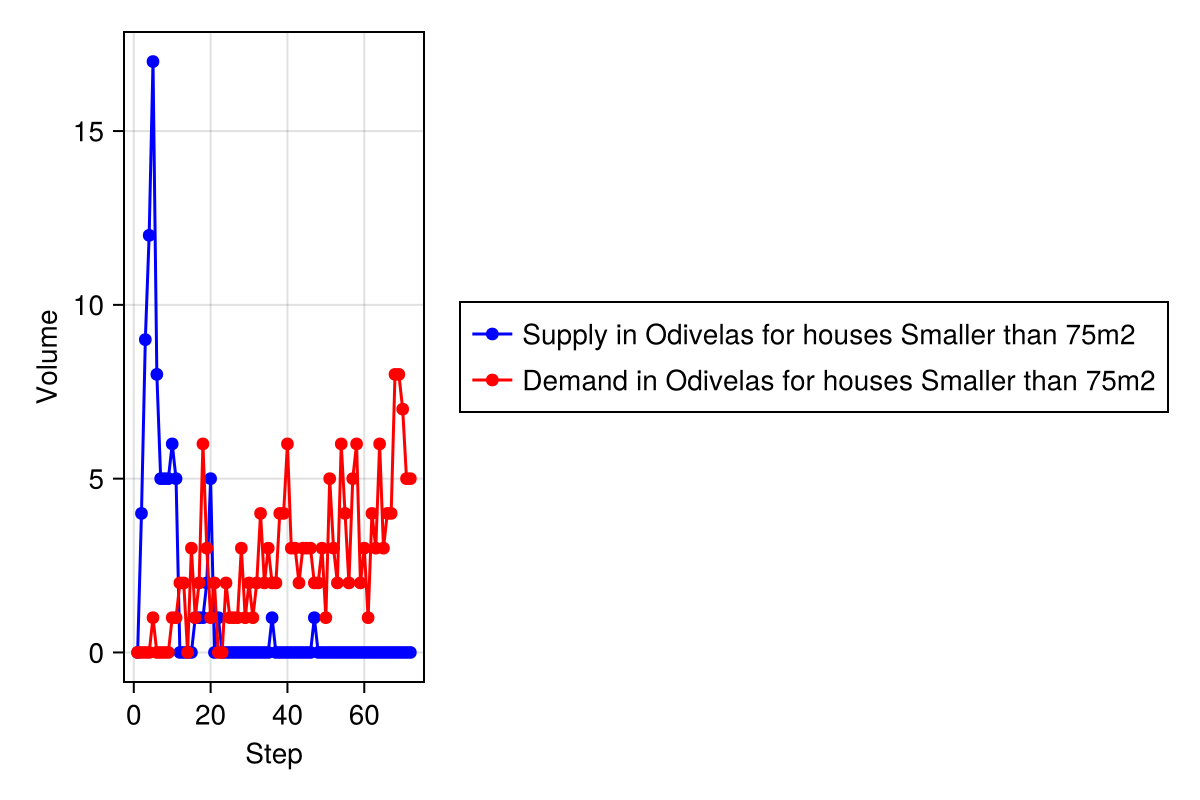 15
10
5
0
Volume
0 20 40 60
Step
Supply in Odivelas for houses Smaller than 75m2
Demand in Odivelas for houses Smaller than 75m2